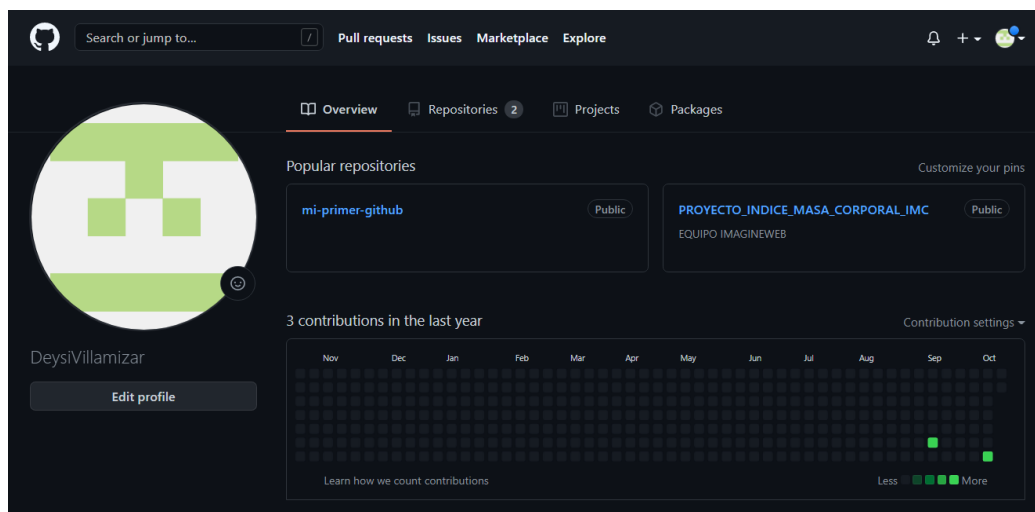 Search or jump to... / Pull requests Issues Marketplace Explore
Overview Repositories 2 Projects Packages
Popular repositories Customize your pins
mi-primer-github Public
PROYECTO_INDICE_MASA_CORPORAL_IMC Public
EQUIPO IMAGINEWEB
3 contributions in the last year Contribution settings
Nov Dec Jan Feb Mar Apr May Jun Jul Aug Sep Oct
Learn how we count contributions Less More
DeysiVillamizar
Edit profile